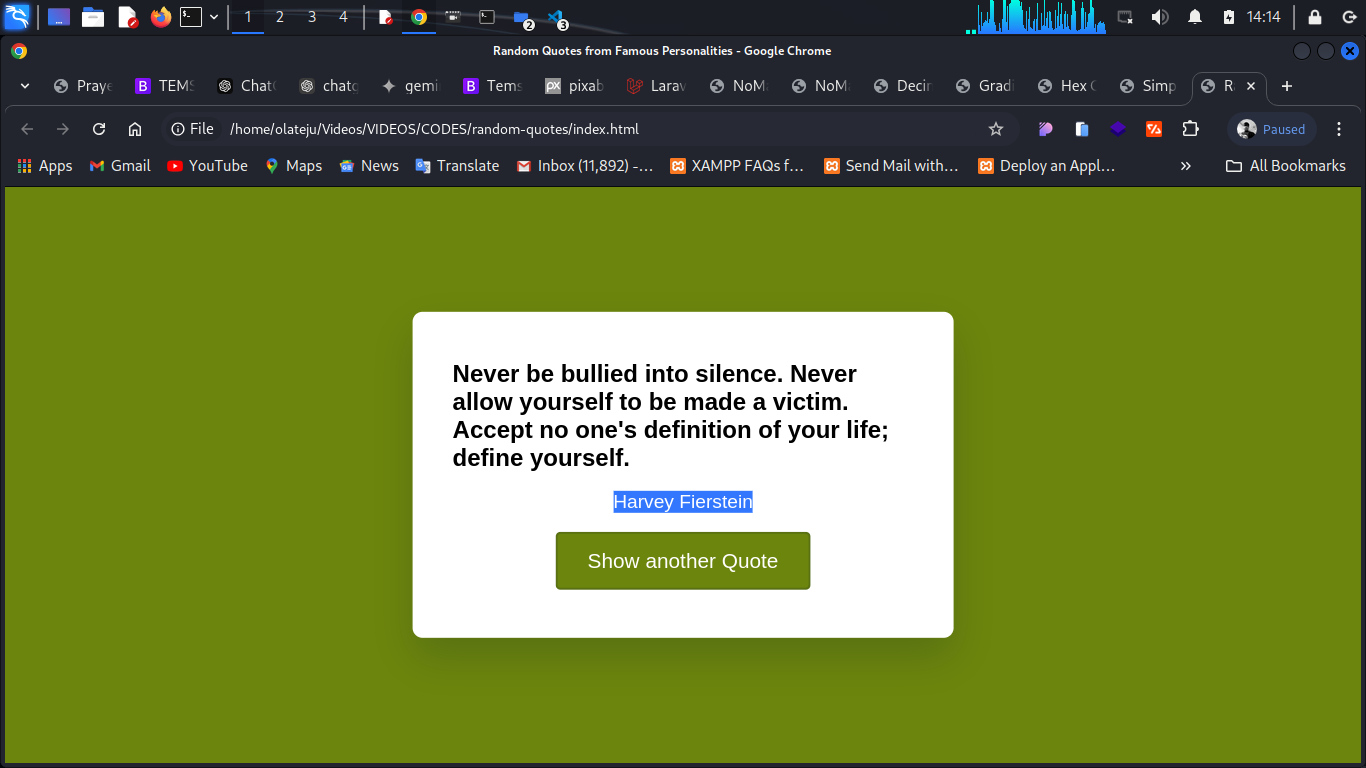 1 2 3 4 2 3 14:14
Random Quotes from Famous Personalities - Google Chrome
Praye TEMS Chat chatg gemi Tems pixab Larav NoM NoM Decir Gradi Hex Simp R
File /home/olateju/Videos/VIDEOS/CODES/random-quotes/index.html Paused
Apps Gmail YouTube Maps News Translate Inbox (11,892) -... XAMPP FAQs f... Send Mail with... Deploy an Appl... » All Bookmarks
Never be bullied into silence. Never
allow yourself to be made a victim.
Accept no one's definition of your life;
define yourself.
Harvey Fierstein
Show another Quote